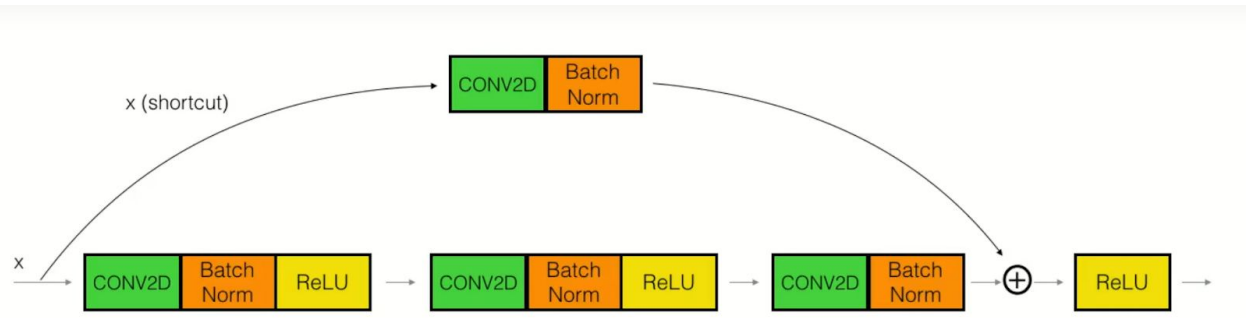 CONV2D
Batch
Norm
x (shortcut)
x
CONV2D
Batch
Norm
ReLU
CONV2D
Batch
Norm
ReLU
CONV2D
Batch
Norm
ReLU